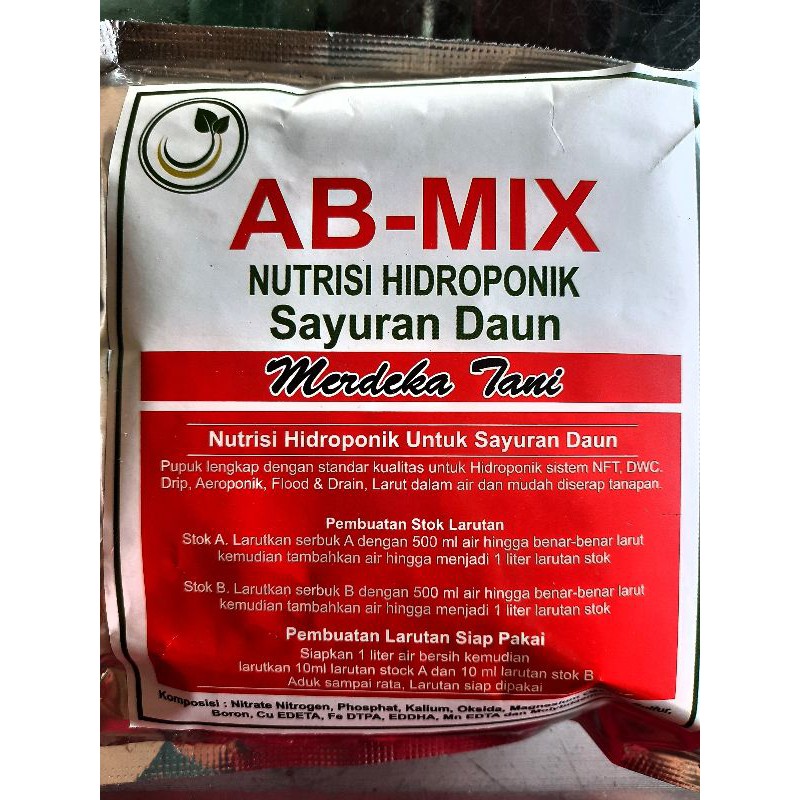 AB-MIX
NUTRISI HIDROPONIK
Sayuran Daun
Merdeka Tani
Nutrisi Hidroponik Untuk Sayuran Daun
Pupuk lengkap dengan standar kualitas untuk Hidroponik sistem NFT, DWC.
Drip, Aeroponik, Flood & Drain, Larut dalam air dan mudah diserap tanapan.
Pembuatan Stok Larutan
Stok A. Larutkan serbuk A dengan 500 ml air hingga benar-benar larut
kemudian tambahkan air hingga menjadi 1 liter larutan stok
Stok B. Larutkan serbuk B dengan 500 ml air hingga benar-benar larut
kemudian tambahkan air hingga menjadi 1 liter larutan stok
Pembuatan Larutan Siap Pakai
Siapkan 1 liter air bersih kemudian
larutkan 10ml larutan stock A dan 10 ml larutan stok B
Aduk sampai rata, Larutan siap dipakai
Komposisi : Nitrate Nitrogen, Phosphat, Kalium, Oksida,
Boron, Cu EDETA, Fe DTPA, EDDHA, Mn EDTA dan